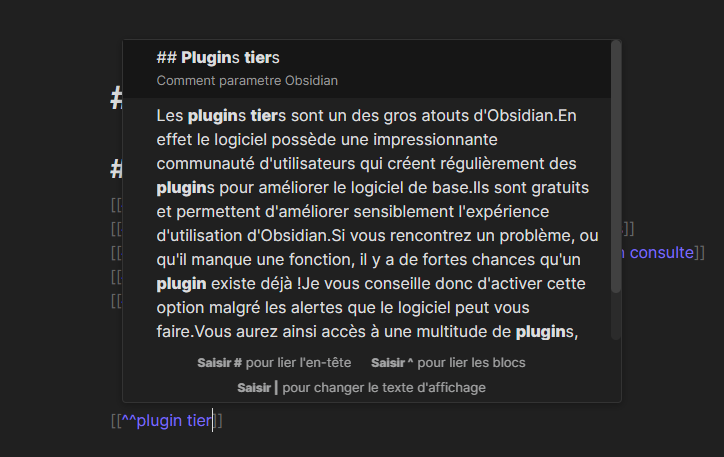 ## Plugins tiers
Comment parametre Obsidian
#
Les plugins tiers sont un des gros atouts d'Obsidian.En
effet le logiciel possède une impressionnante
communauté d'utilisateurs qui créent régulièrement des
#
plugins pour améliorer le logiciel de base.Ils sont gratuits
[[
et permettent d'améliorer sensiblement l'expérience
[[
d'utilisation d'Obsidian.Si vous rencontrez un problème, ou
]]
[[
qu'il manque une fonction, il y a de fortes chances qu'un
consulte]]
[[
plugin existe déjà !Je vous conseille donc d'activer cette
[[
option malgré les alertes que le logiciel peut vous
faire.Vous aurez ainsi accès à une multitude de plugins,
Saisir # pour lier l'en-tête Saisir ^ pour lier les blocs
Saisir | pour changer le texte d'affichage
[[^^plugin tier]]